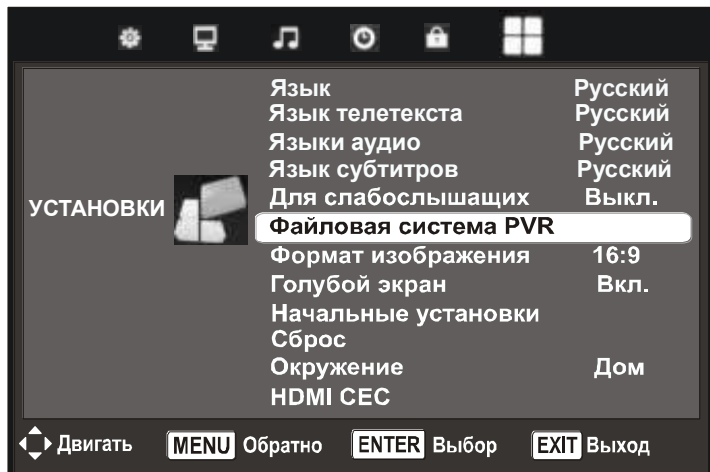 Язык Русский
Язык телетекста Русский
Языки аудио Русский
Язык субтитров Русский
УСТАНОВКИ
Для слабослышащих Выкл.
Файловая система PVR
Формат изображения 16:9
Голубой экран Вкл.
Начальные установки
Сброс
Окружение Дом
HDMI CEC
Двигать MENU Обратно ENTER Выбор EXIT Выход